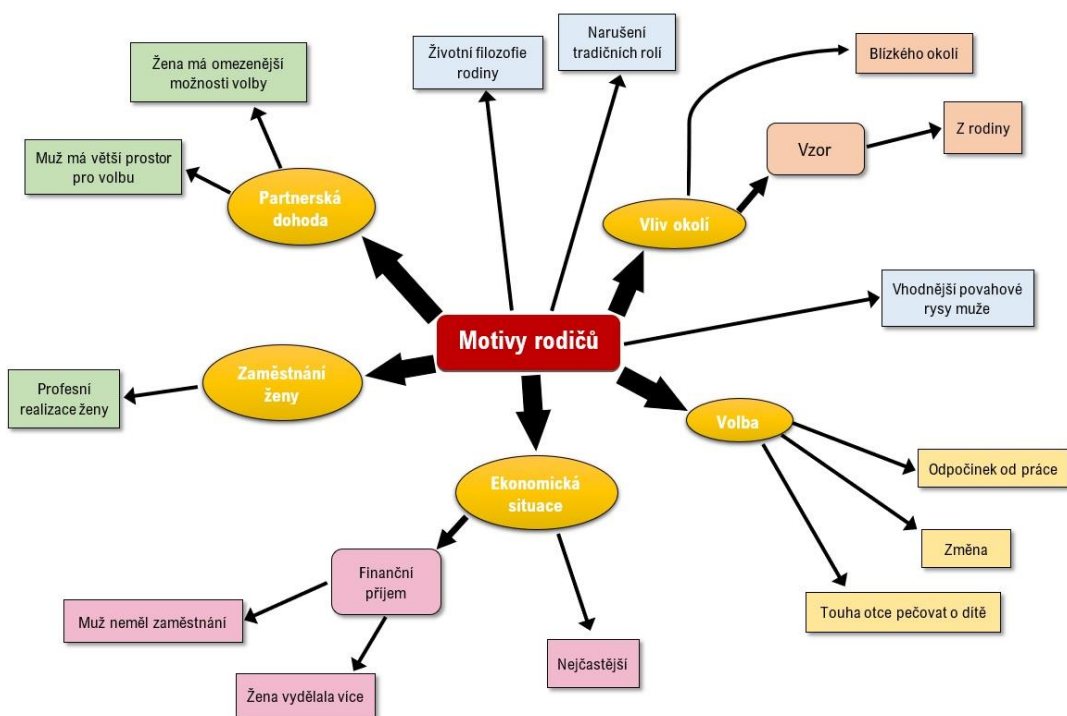 Žena má omezenější
možnosti volby
Muž má větší prostor
pro volbu
Partnerská
dohoda
Životní filozofie
rodiny
Narušení
tradičních rolí
Blízkého okolí
Vzor
Z rodiny
Vliv okolí
Vhodnější povahové
rysy muže
Motivy rodičů
Zaměstnání
ženy
Profesní
realizace ženy
Volba
Odpočinek od práce
Změna
Touha otce pečovat o dítě
Ekonomická
situace
Finanční
příjem
Muž neměl zaměstnání
Žena vydělala více
Nejčastější